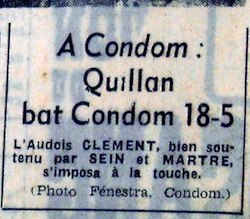 A Condom :
Quillan
bat Condom 18-5
L'Audois CLEMENT, bien sou-
tenu par SEIN et MARTRE,
s'imposa à la touche.
(Photo Fénestra, Condom.)